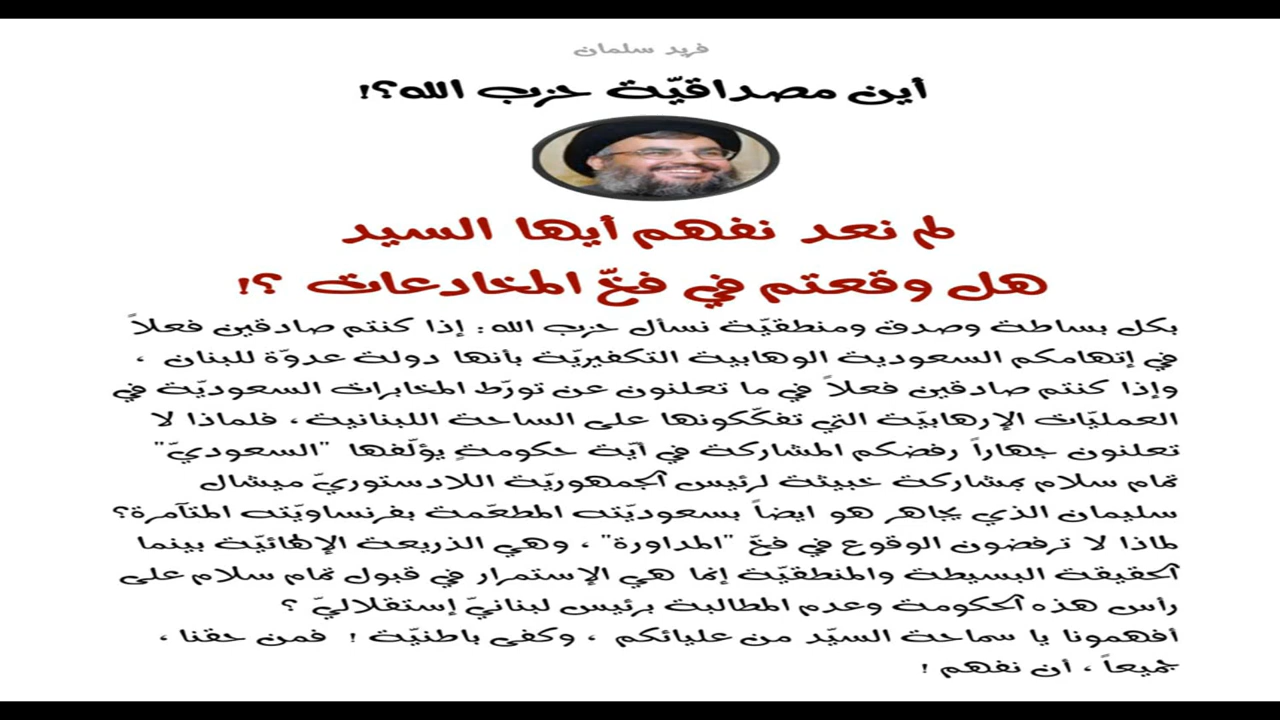 فريد سلمان
أين مصداقيّة حزب الله؟!
لم نعد نفهم أيها السيد
هل وقعتم في فخّ المخادعات ؟!
بكل بساطة وصدق ومنطقيّة نسأل حزب الله: إذا كنتم صادقين فعلاً
في إتهامكم السعودية الوهابية التكفيريّة بأنها دولة عدوّة للبنان ،
وإذا كنتم صادقين فعلاً في ما تعلنون عن تورّط المخابرات السعوديّة في
العمليّات الإرهابيّة التي تفكّكونها على الساحة اللبنانية، فلماذا لا
تعلنون جهاراً رفضكم المشاركة في أيّة حكومةٍ يؤلّفها "السعوديّ"
تمام سلام بمشاركة خبيثة لرئيس الجمهوريّة اللادستوريّ ميشال
سليمان الذي يجاهر هو ايضاً بسعوديّته المطعّمة بفرنساويّته المتآمرة؟
لماذا لا ترفضون الوقوع في فخّ "المداورة" ، وهي الذريعة الإلهائيّة بينما
الحقيقة البسيطة والمنطقيّة إنما هي الإستمرار في قبول تمام سلام على
رأس هذه الحكومة وعدم المطالبة برئيس لبنانيّ إستقلاليّ ؟
أفهمونا يا سماحة السيّد من عليائكم ، وكفى باطنيّة ! فمن حقنا ،
جميعاً ، أن نفهم !